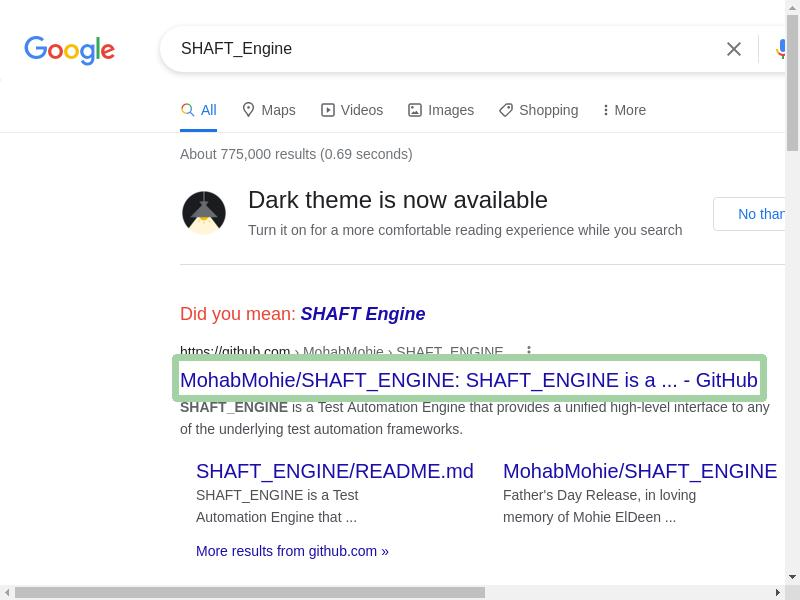 Google
SHAFT_Engine
All Maps Videos Images Shopping More
About 775,000 results (0.69 seconds)
Dark theme is now available
Turn it on for a more comfortable reading experience while you search
No than
Did you mean: SHAFT Engine
https://github.com › MohabMohie › SHAFT_ENGINE
MohabMohie/SHAFT_ENGINE: SHAFT_ENGINE is a ... - GitHub
SHAFT_ENGINE is a Test Automation Engine that provides a unified high-level interface to any
of the underlying test automation frameworks.
SHAFT_ENGINE/README.md
SHAFT_ENGINE is a Test
Automation Engine that ...
MohabMohie/SHAFT_ENGINE
Father's Day Release, in loving
memory of Mohie ElDeen ...
More results from github.com »